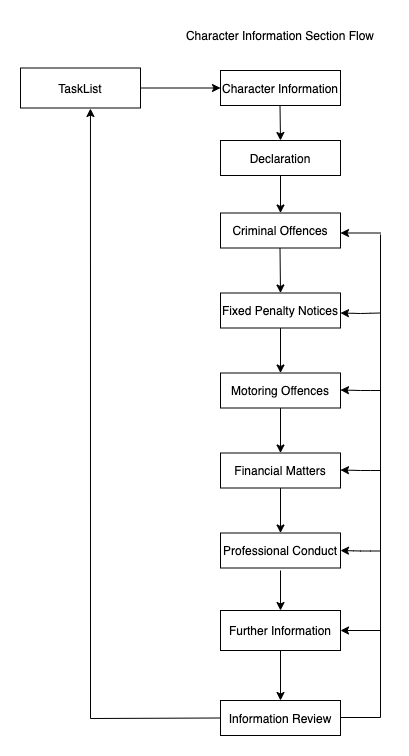 Character Information Section Flow
TaskList
Character Information
Declaration
Criminal Offences
Fixed Penalty Notices
Motoring Offences
Financial Matters
Professional Conduct
Further Information
Information Review